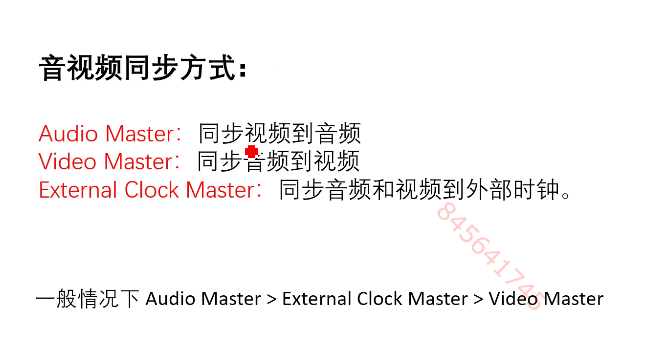 音视频同步方式：
Audio Master：同步视频到音频
Video Master：同步音频到视频
External Clock Master：同步音频和视频到外部时钟。
845641745
一般情况下 Audio Master > External Clock Master > Video Master